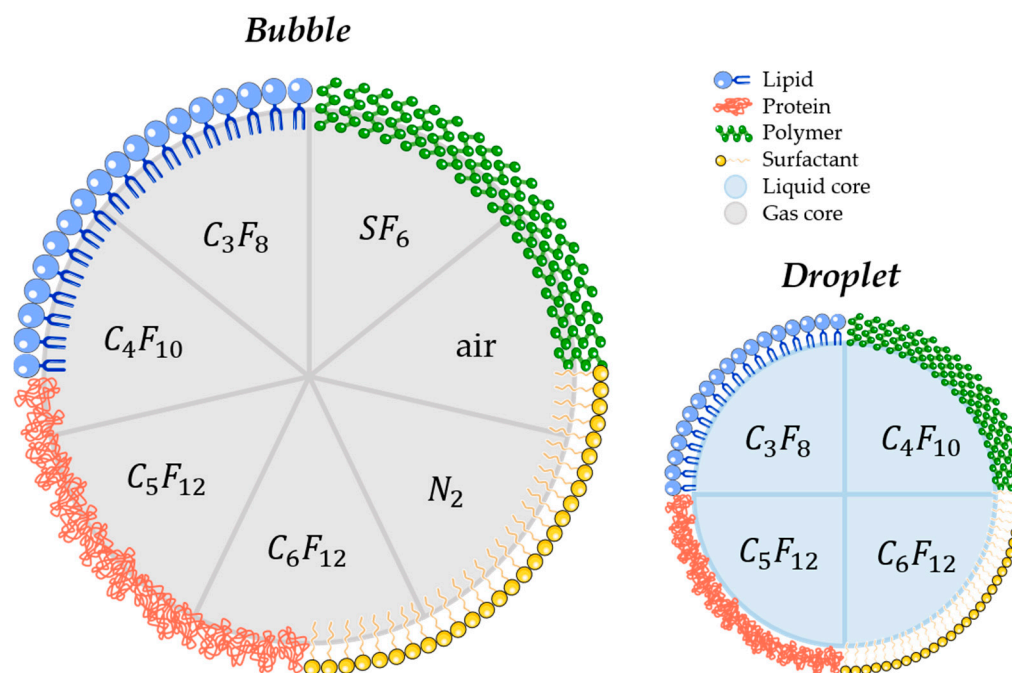 Bubble
Lipid
Protein
Polymer
Surfactant
Liquid core
Gas core
C₃F₈
SF₆
C₄F₁₀
air
C₅F₁₂
N₂
C₆F₁₂
Droplet
C₃F₈
C₄F₁₀
C₅F₁₂
C₆F₁₂